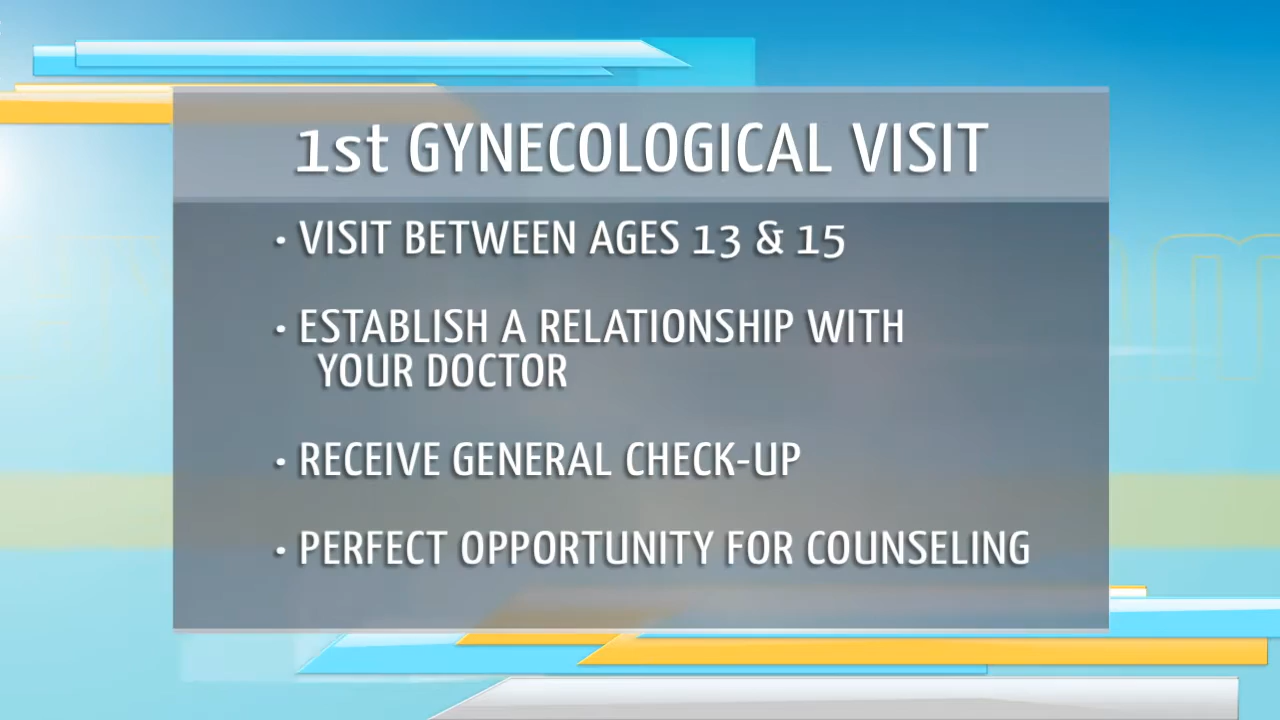 1st GYNECOLOGICAL VISIT
· VISIT BETWEEN AGES 13 & 15
· ESTABLISH A RELATIONSHIP WITH
YOUR DOCTOR
· RECEIVE GENERAL CHECK-UP
· PERFECT OPPORTUNITY FOR COUNSELING